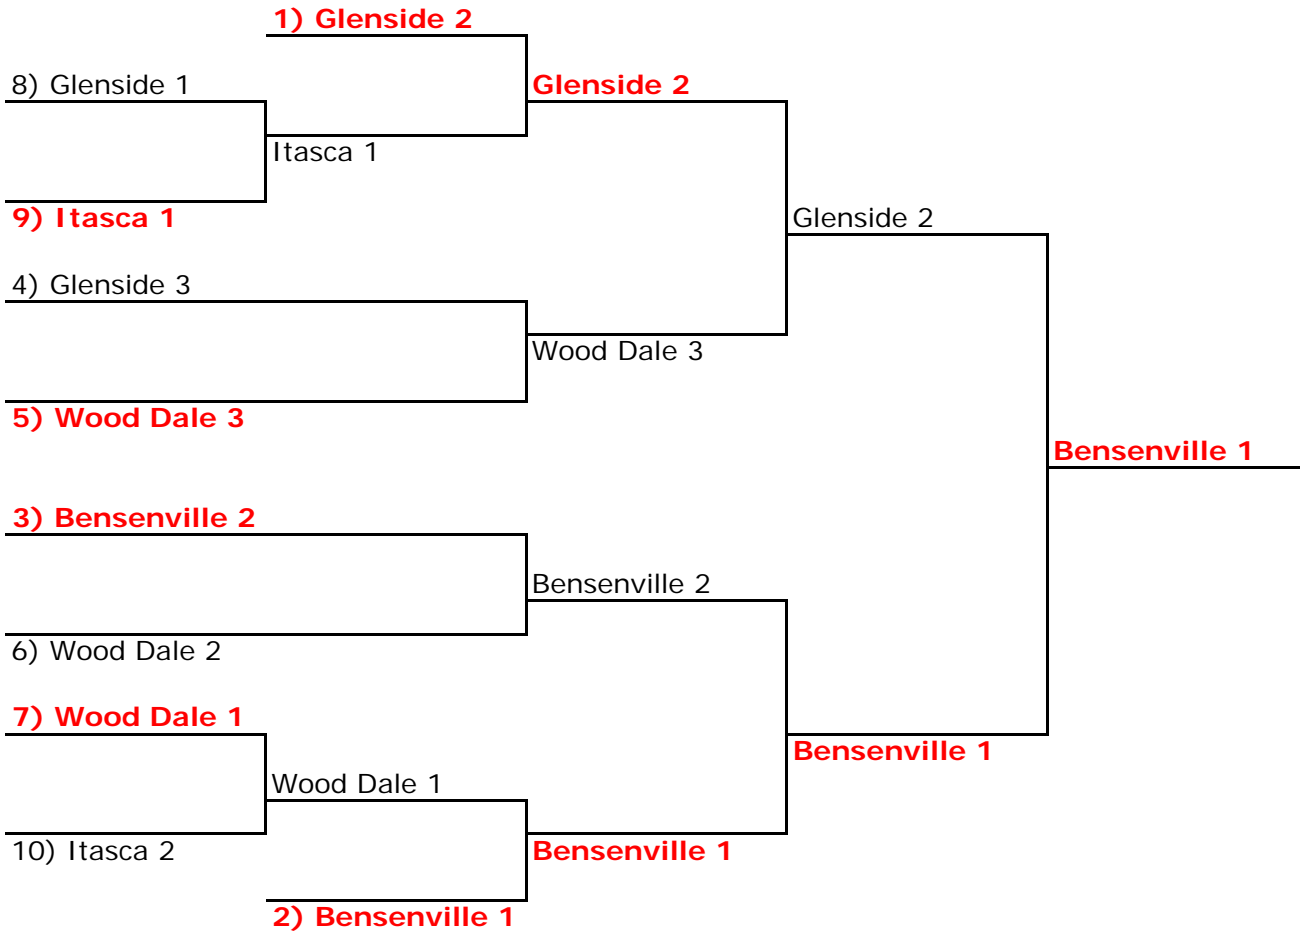 1) Glenside 2
8) Glenside 1
Glenside 2
Itasca 1
9) Itasca 1
Glenside 2
4) Glenside 3
Wood Dale 3
5) Wood Dale 3
Bensenville 1
3) Bensenville 2
Bensenville 2
6) Wood Dale 2
7) Wood Dale 1
Bensenville 1
Wood Dale 1
10) Itasca 2
Bensenville 1
2) Bensenville 1